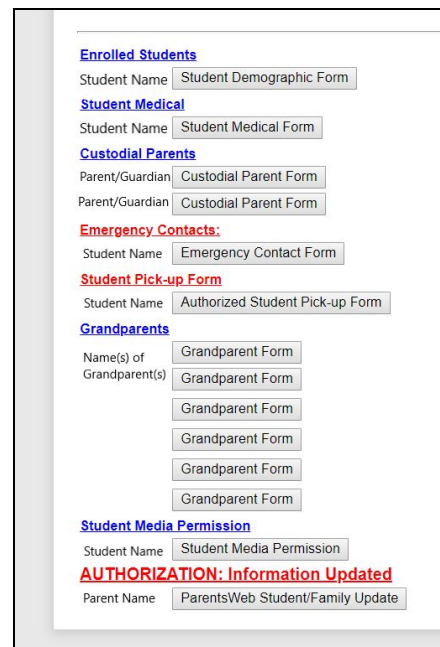 Enrolled Students
Student Name Student Demographic Form
Student Medical
Student Name Student Medical Form
Custodial Parents
Parent/Guardian Custodial Parent Form
Parent/Guardian Custodial Parent Form
Emergency Contacts:
Student Name Emergency Contact Form
Student Pick-up Form
Student Name Authorized Student Pick-up Form
Grandparents
Name(s) of Grandparent Form
Grandparent(s) Grandparent Form
Grandparent Form
Grandparent Form
Grandparent Form
Grandparent Form
Student Media Permission
Student Name Student Media Permission
AUTHORIZATION: Information Updated
Parent Name ParentsWeb Student/Family Update